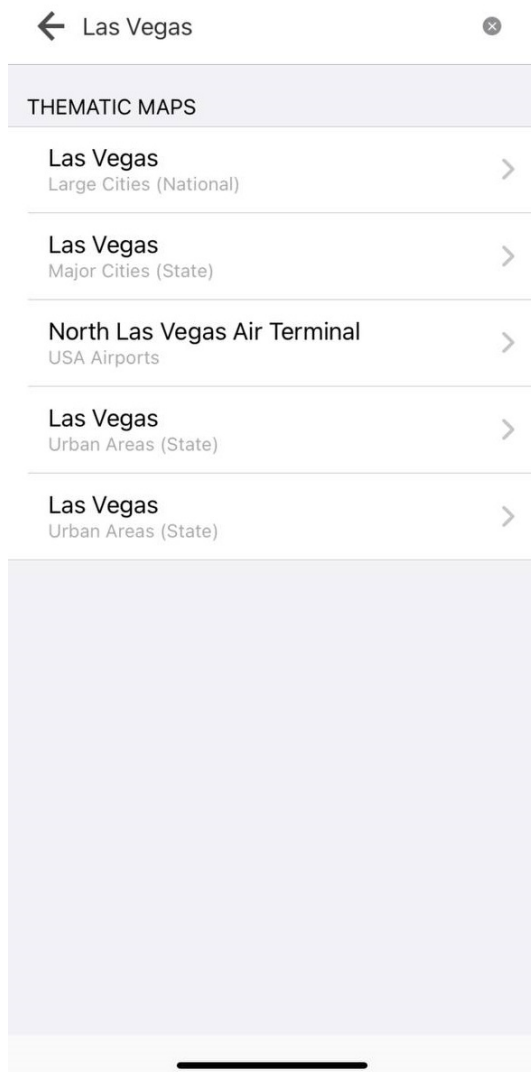 Las Vegas
THEMATIC MAPS
Las Vegas
Large Cities (National)
Las Vegas
Major Cities (State)
North Las Vegas Air Terminal
USA Airports
Las Vegas
Urban Areas (State)
Las Vegas
Urban Areas (State)